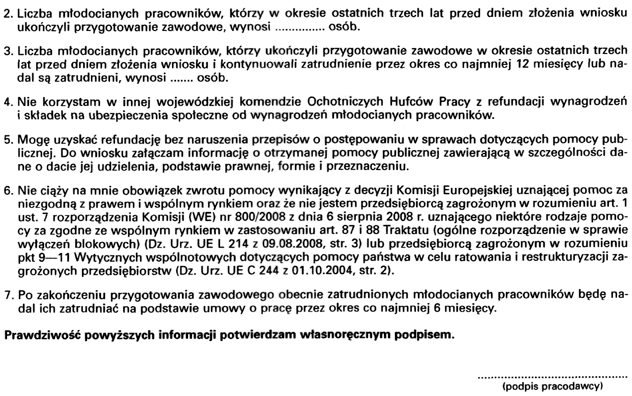 2. Liczba młodocianych pracowników, którzy w okresie ostatnich trzech lat przed dniem złożenia wniosku
ukończyli przygotowanie zawodowe, wynosi ............... osób.
3. Liczba młodocianych pracowników, którzy ukończyli przygotowanie zawodowe w okresie ostatnich trzech
lat przed dniem złożenia wniosku i kontynuowali zatrudnienie przez okres co najmniej 12 miesięcy lub na-
dal są zatrudnieni, wynosi ....... osób.
4. Nie korzystam w innej wojewódzkiej komendzie Ochotniczych Hufców Pracy z refundacji wynagrodzeń
i składek na ubezpieczenia społeczne od wynagrodzeń młodocianych pracowników.
5. Mogę uzyskać refundację bez naruszenia przepisów o postępowaniu w sprawach dotyczących pomocy pub-
licznej. Do wniosku załączam informację o otrzymanej pomocy publicznej zawierającą w szczególności da-
ne o dacie jej udzielenia, podstawie prawnej, formie i przeznaczeniu.
6. Nie ciąży na mnie obowiązek zwrotu pomocy wynikający z decyzji Komisji Europejskiej uznającej pomoc za
niezgodną z prawem i wspólnym rynkiem oraz że nie jestem przedsiębiorcą zagrożonym w rozumieniu art. 1
ust. 7 rozporządzenia Komisji (WE) nr 800/2008 z dnia 6 sierpnia 2008 r. uznającego niektóre rodzaje pomo-
cy za zgodne ze wspólnym rynkiem w zastosowaniu art. 87 i 88 Traktatu (ogólne rozporządzenie w sprawie
wyłączeń blokowych) (Dz. Urz. UE L 214 z 09.08.2008, str. 3) lub przedsiębiorcą zagrożonym w rozumieniu
pkt 9—11 Wytycznych wspólnotowych dotyczących pomocy państwa w celu ratowania i restrukturyzacji za-
grożonych przedsiębiorstw (Dz. Urz. UE C 244 z 01.10.2004, str. 2).
7. Po zakończeniu przygotowania zawodowego obecnie zatrudnionych młodocianych pracowników będę na-
dal ich zatrudniać na podstawie umowy o pracę przez okres co najmniej 6 miesięcy.
Prawdziwość powyższych informacji potwierdzam własnoręcznym podpisem.
.......................................
(podpis pracodawcy)